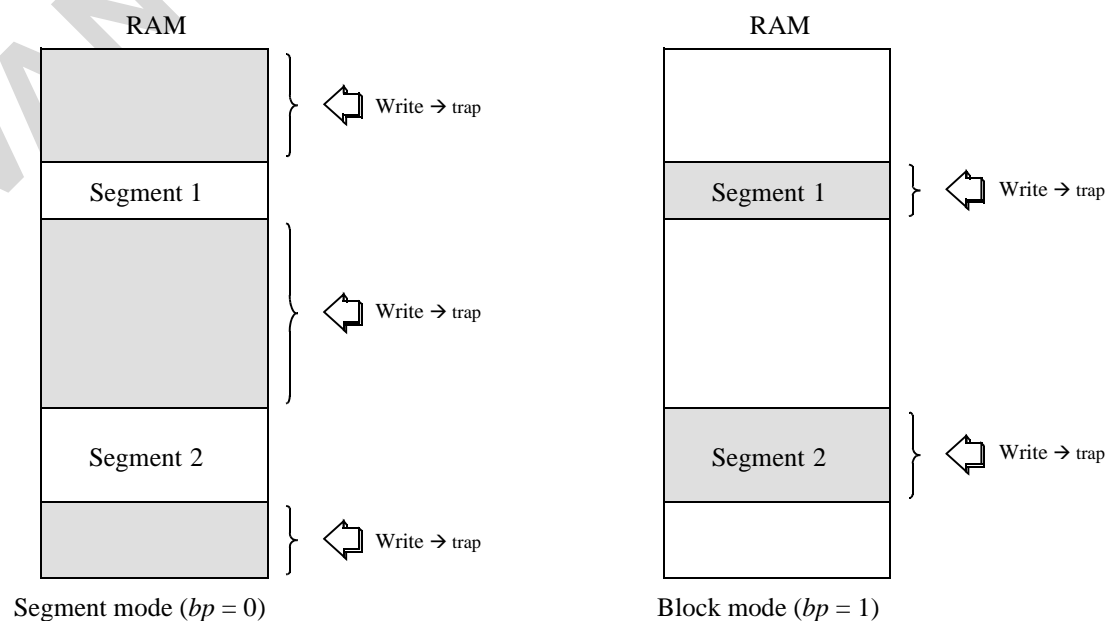 RAM
Write → trap
Segment 1
Write → trap
Segment 2
Write → trap
Segment mode (bp = 0)
RAM
Segment 1
Write → trap
Segment 2
Write → trap
Block mode (bp = 1)